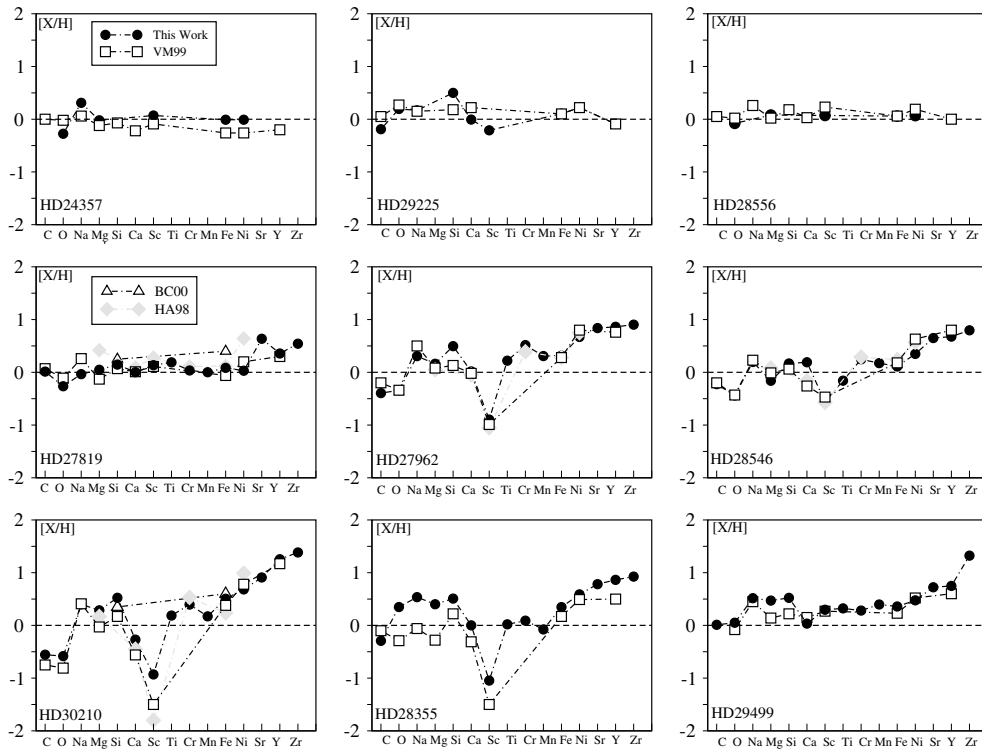 2 [X/H] 2 [X/H] 2 [X/H]
This Work
VM99
1 1 1
0 0 0
-1 -1 -1
HD24357 HD29225 HD28556
-2 -2 -2
C O Na Mg Si Ca Sc Ti Cr Mn Fe Ni Sr Y Zr C O Na Mg Si Ca Sc Ti Cr Mn Fe Ni Sr Y Zr C O Na Mg Si Ca Sc Ti Cr Mn Fe Ni Sr Y Zr
2 [X/H] 2 [X/H] 2 [X/H]
BC00
HA98
1 1 1
0 0 0
-1 -1 -1
HD27819 HD27962 HD28546
-2 -2 -2
C O Na Mg Si Ca Sc Ti Cr Mn Fe Ni Sr Y Zr C O Na Mg Si Ca Sc Ti Cr Mn Fe Ni Sr Y Zr C O Na Mg Si Ca Sc Ti Cr Mn Fe Ni Sr Y Zr
2 [X/H] 2 [X/H] 2 [X/H]
1 1 1
0 0 0
-1 -1 -1
HD30210 HD28355 HD29499
-2 -2 -2
C O Na Mg Si Ca Sc Ti Cr Mn Fe Ni Sr Y Zr C O Na Mg Si Ca Sc Ti Cr Mn Fe Ni Sr Y Zr C O Na Mg Si Ca Sc Ti Cr Mn Fe Ni Sr Y Zr